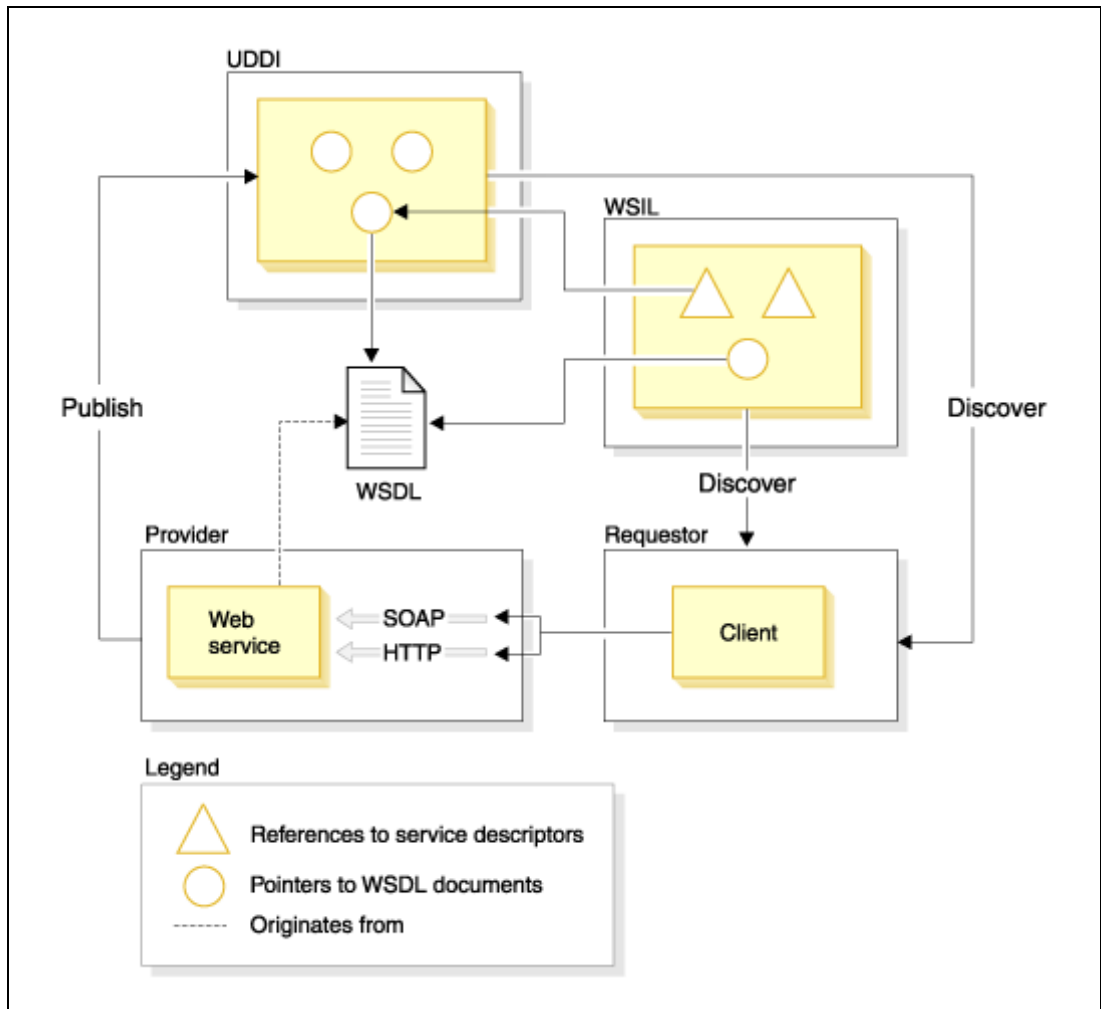 UDDI
WSIL
Publish
Discover
WSDL
Discover
Provider
Requestor
Web
service
SOAP
HTTP
Client
Legend
References to service descriptors
Pointers to WSDL documents
Originates from